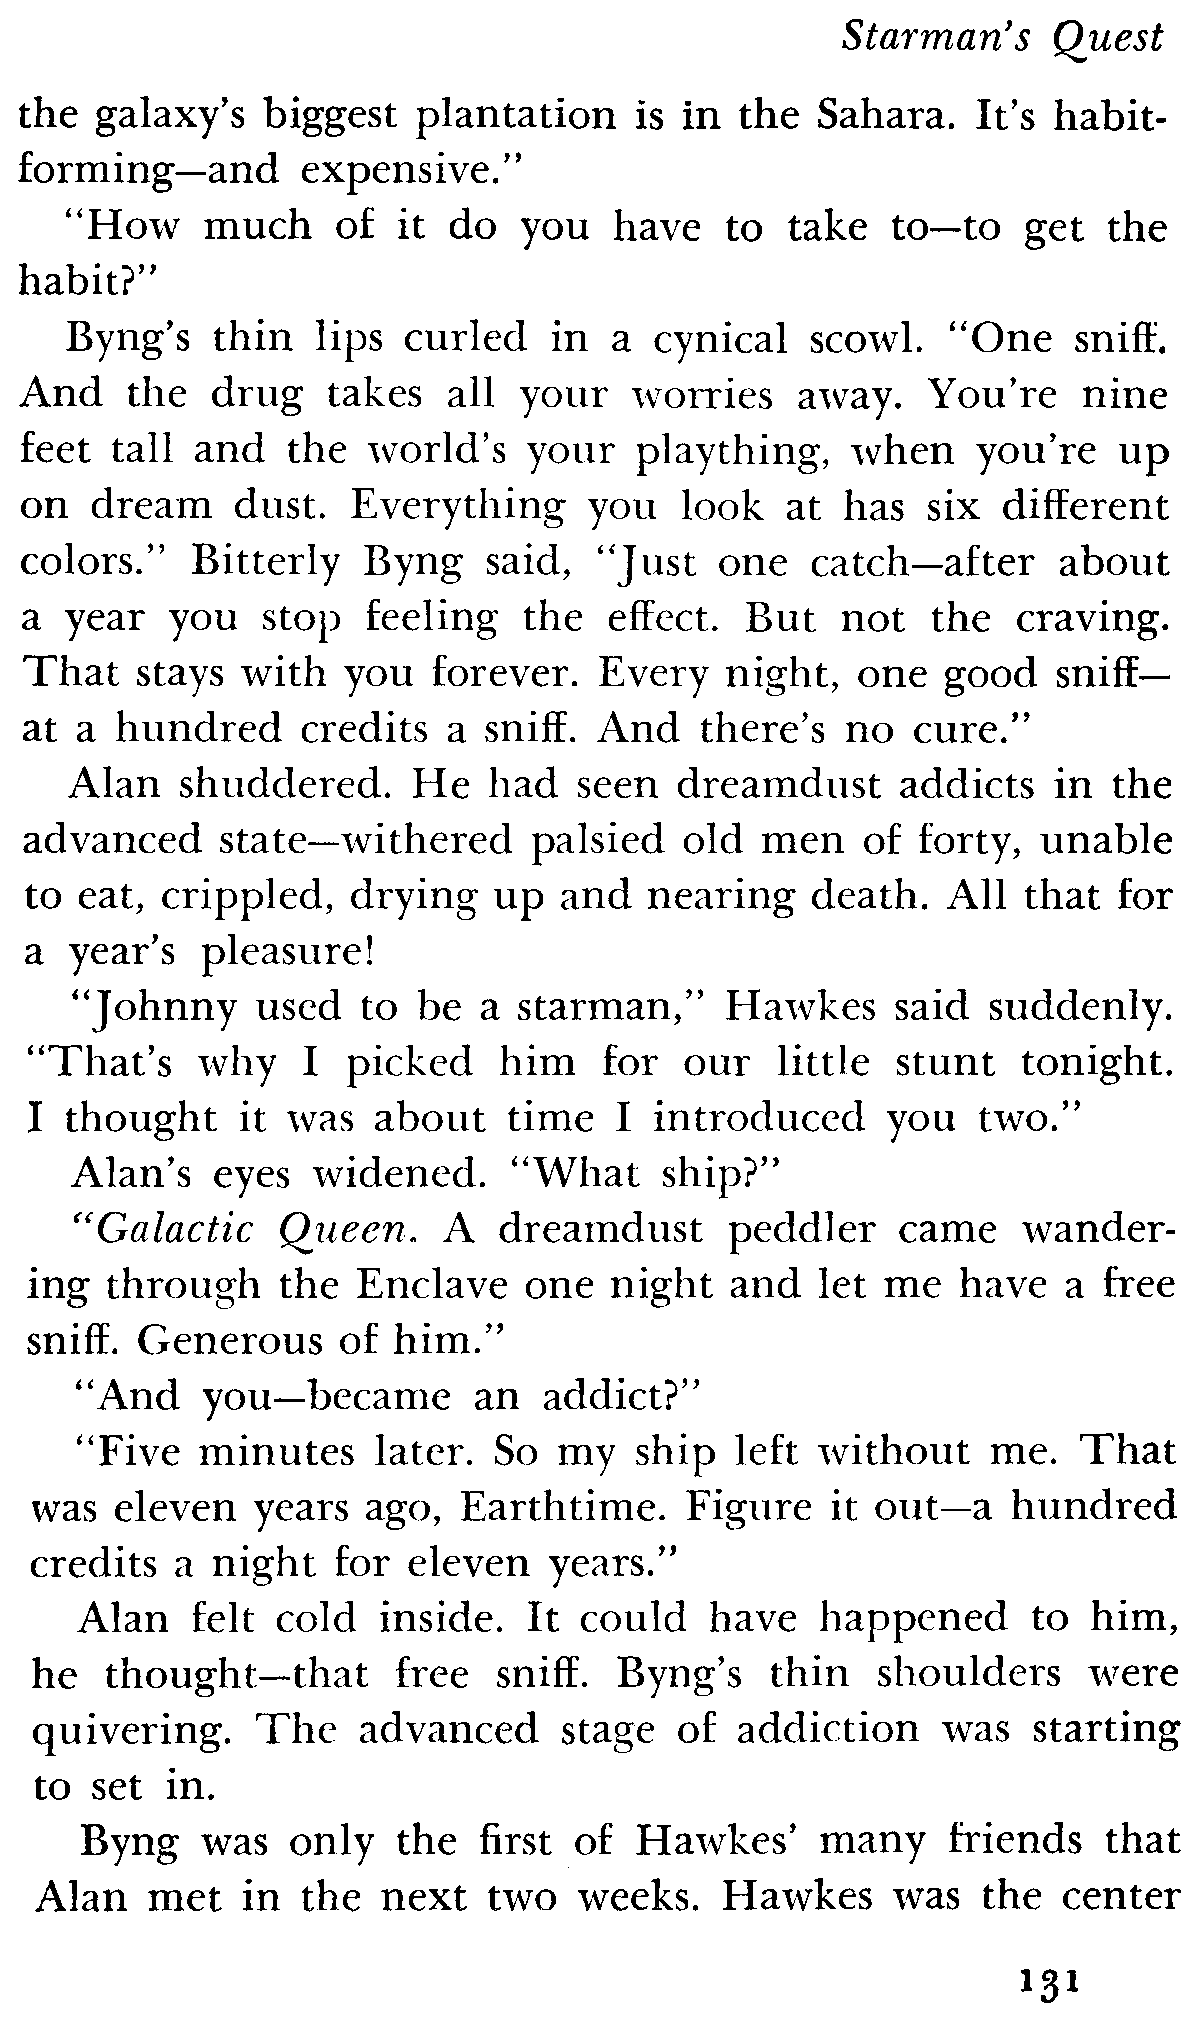 Starman's Quest
the galaxy's biggest plantation is in the Sahara. It's habit-
forming—and expensive."
"How much of it do you have to take to—to get the
habit?"
Byng's thin lips curled in a cynical scowl. "One sniff.
And the drug takes all your worries away. You're nine
feet tall and the world's your plaything, when you're up
on dream dust. Everything you look at has six different
colors." Bitterly Byng said, "Just one catch—after about
a year you stop feeling the effect. But not the craving.
That stays with you forever. Every night, one good sniff—
at a hundred credits a sniff. And there's no cure."
Alan shuddered. He had seen dreamdust addicts in the
advanced state—withered palsied old men of forty, unable
to eat, crippled, drying up and nearing death. All that for
a year's pleasure!
"Johnny used to be a starman," Hawkes said suddenly.
"That's why I picked him for our little stunt tonight.
I thought it was about time I introduced you two."
Alan's eyes widened. "What ship?"
"Galactic Queen. A dreamdust peddler came wander-
ing through the Enclave one night and let me have a free
sniff. Generous of him."
"And you—became an addict?"
"Five minutes later. So my ship left without me. That
was eleven years ago, Earthtime. Figure it out—a hundred
credits a night for eleven years."
Alan felt cold inside. It could have happened to him,
he thought—that free sniff. Byng's thin shoulders were
quivering. The advanced stage of addiction was starting
to set in.
Byng was only the first of Hawkes' many friends that
Alan met in the next two weeks. Hawkes was the center
131